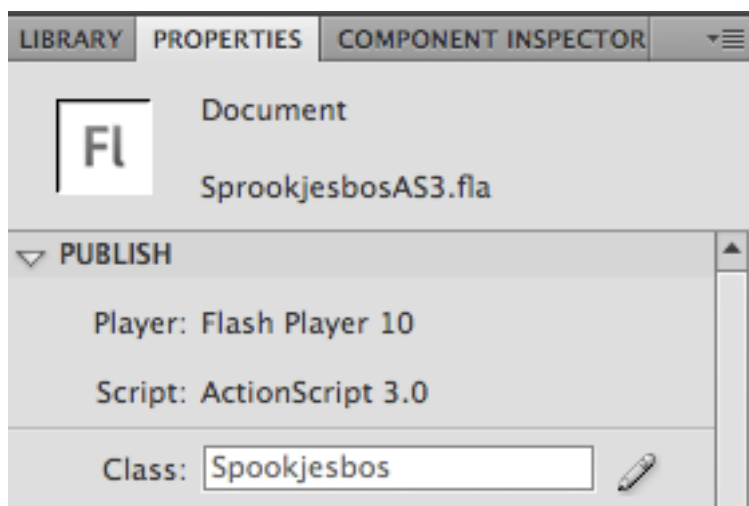 LIBRARY PROPERTIES COMPONENT INSPECTOR
Fl
Document
SprookjesbosAS3.fla
PUBLISH
Player: Flash Player 10
Script: ActionScript 3.0
Class: Spookjesbos